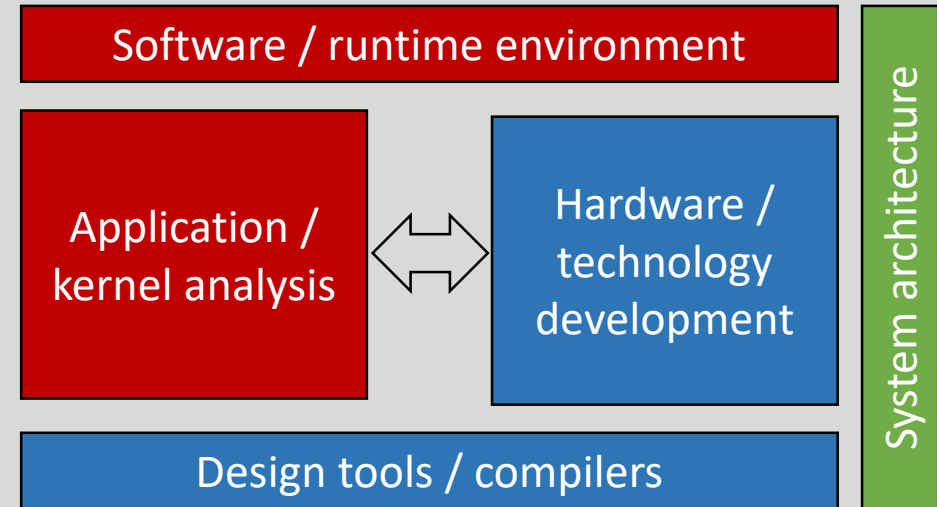 Software / runtime environment
Application /
kernel analysis
Hardware /
technology
development
Design tools / compilers
System architecture